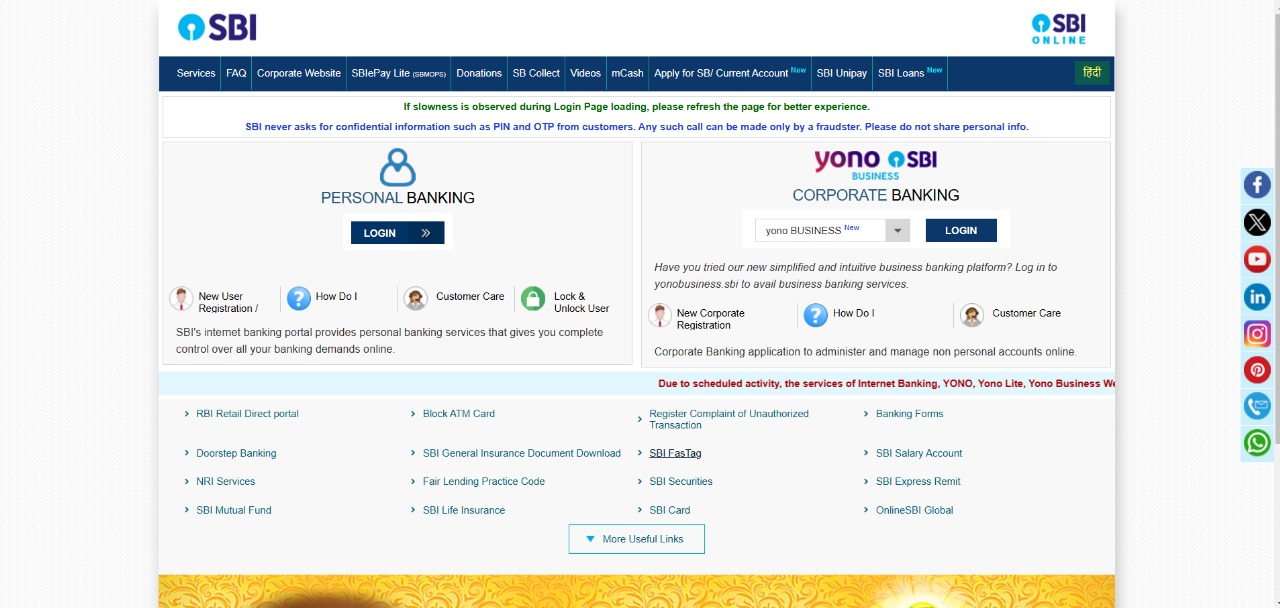 SBI
SBI
ONLINE
Services FAQ Corporate Website SBIePay Lite (SBMOPS) Donations SB Collect Videos mCash Apply for SB/ Current Account New SBI Unipay SBI Loans New हिंदी
If slowness is observed during Login Page loading, please refresh the page for better experience.
SBI never asks for confidential information such as PIN and OTP from customers. Any such call can be made only by a fraudster. Please do not share personal info.
PERSONAL BANKING
LOGIN »
New User
Registration /
How Do I
Customer Care
Lock &
Unlock User
SBI's internet banking portal provides personal banking services that gives you complete
control over all your banking demands online.
yono SBI
BUSINESS
CORPORATE BANKING
yono BUSINESS New
LOGIN
Have you tried our new simplified and intuitive business banking platform? Log in to
yonobusiness.sbi to avail business banking services.
New Corporate
Registration
How Do I
Customer Care
Corporate Banking application to administer and manage non personal accounts online.
Due to scheduled activity, the services of Internet Banking, YONO, Yono Lite, Yono Business We
RBI Retail Direct portal
Block ATM Card
Register Complaint of Unauthorized
Transaction
Banking Forms
Doorstep Banking
SBI General Insurance Document Download
SBI FasTag
SBI Salary Account
NRI Services
Fair Lending Practice Code
SBI Securities
SBI Express Remit
SBI Mutual Fund
SBI Life Insurance
SBI Card
OnlineSBI Global
More Useful Links